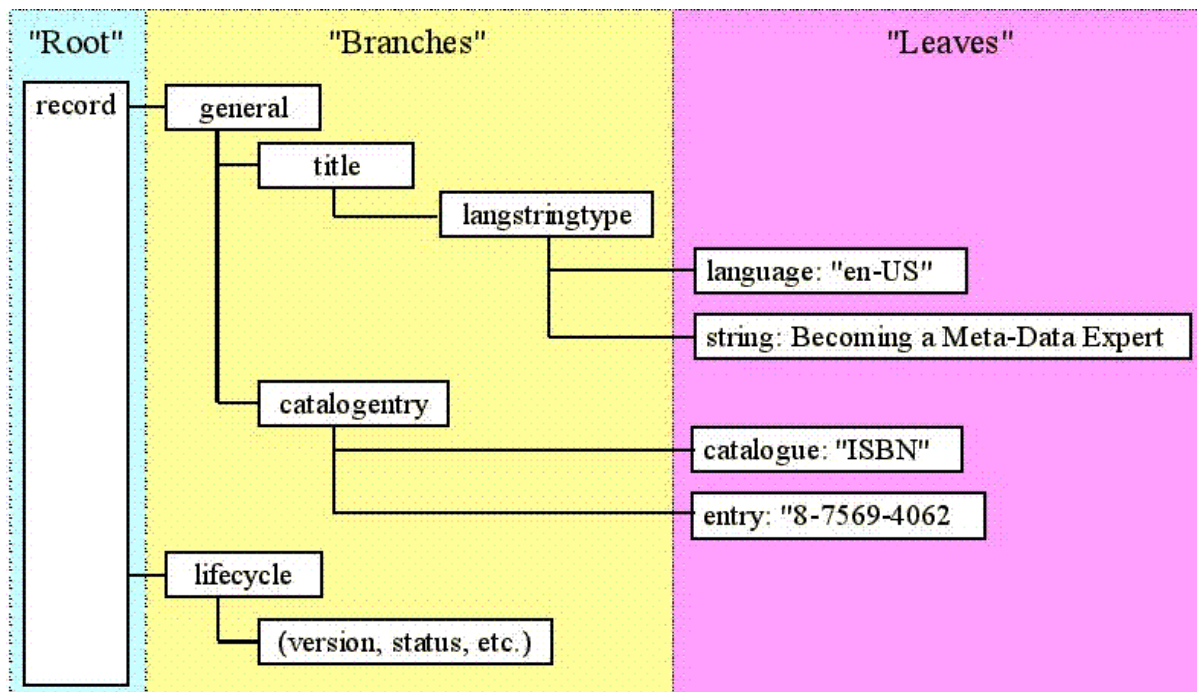 "Root"
"Branches"
"Leaves"
record
general
title
langstringtype
language: "en-US"
string: Becoming a Meta-Data Expert
catalogentry
catalogue: "ISBN"
entry: "8-7569-4062
lifecycle
(version, status, etc.)